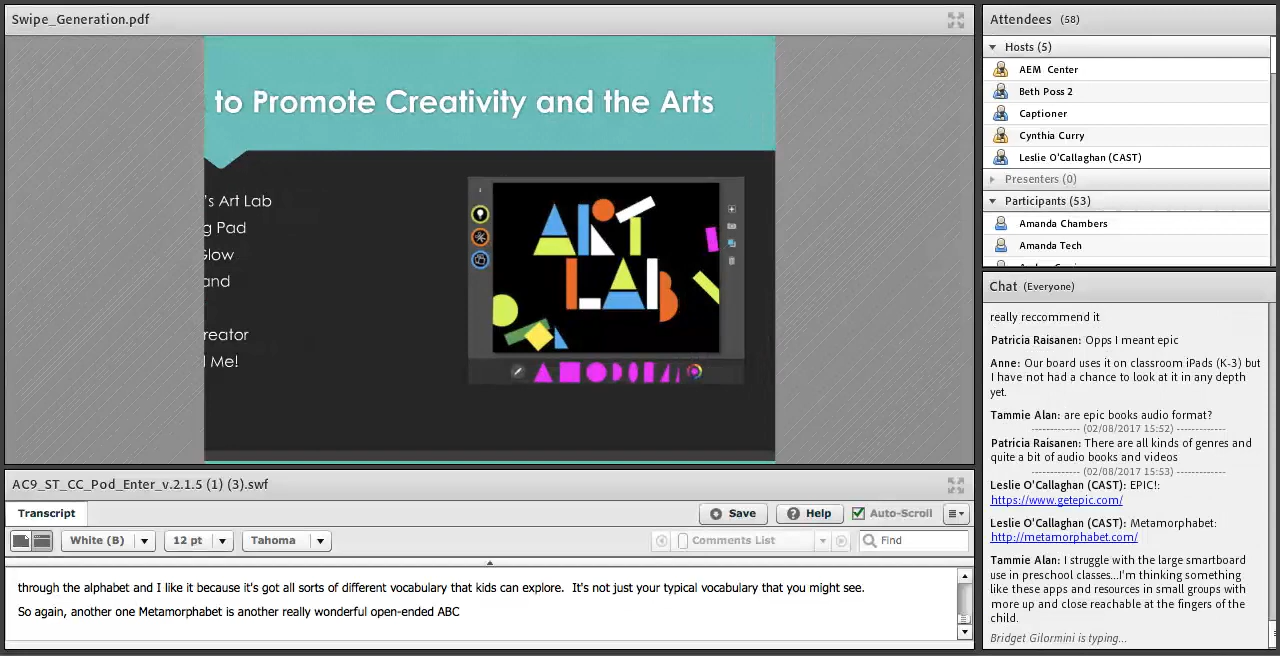 Swipe_Generation.pdf
to Promote Creativity and the Arts
's Art Lab
g Pad
Glow
and
reator
d Me!
ART
LAB
AC9_ST_CC_Pod_Enter_v.2.1.5 (1) (3).swf
Transcript
Save
Help
Auto-Scroll
White (B)
12 pt
Tahoma
Comments List
Find
through the alphabet and I like it because it's got all sorts of different vocabulary that kids can explore.  It's not just your typical vocabulary that you might see.
So again, another one Metamorphabet is another really wonderful open-ended ABC
Attendees (58)
Hosts (5)
AEM Center
Beth Poss 2
Captioner
Cynthia Curry
Leslie O'Callaghan (CAST)
Presenters (0)
Participants (53)
Amanda Chambers
Amanda Tech
Chat (Everyone)
really reccommend it
Patricia Raisanen: Opps I meant epic
Anne: Our board uses it on classroom iPads (K-3) but
I have not had a chance to look at it in any depth
yet.
Tammie Alan: are epic books audio format?
------------- (02/08/2017 15:52) -------------
Patricia Raisanen: There are all kinds of genres and
quite a bit of audio books and videos
------------- (02/08/2017 15:53) -------------
Leslie O'Callaghan (CAST): EPIC!:
https://www.getepic.com/
Leslie O'Callaghan (CAST): Metamorphabet:
http://metamorphabet.com/
Tammie Alan: I struggle with the large smartboard
use in preschool classes...I'm thinking something
like these apps and resources in small groups with
more up and close reachable at the fingers of the
child.
Bridget Gilormini is typing...